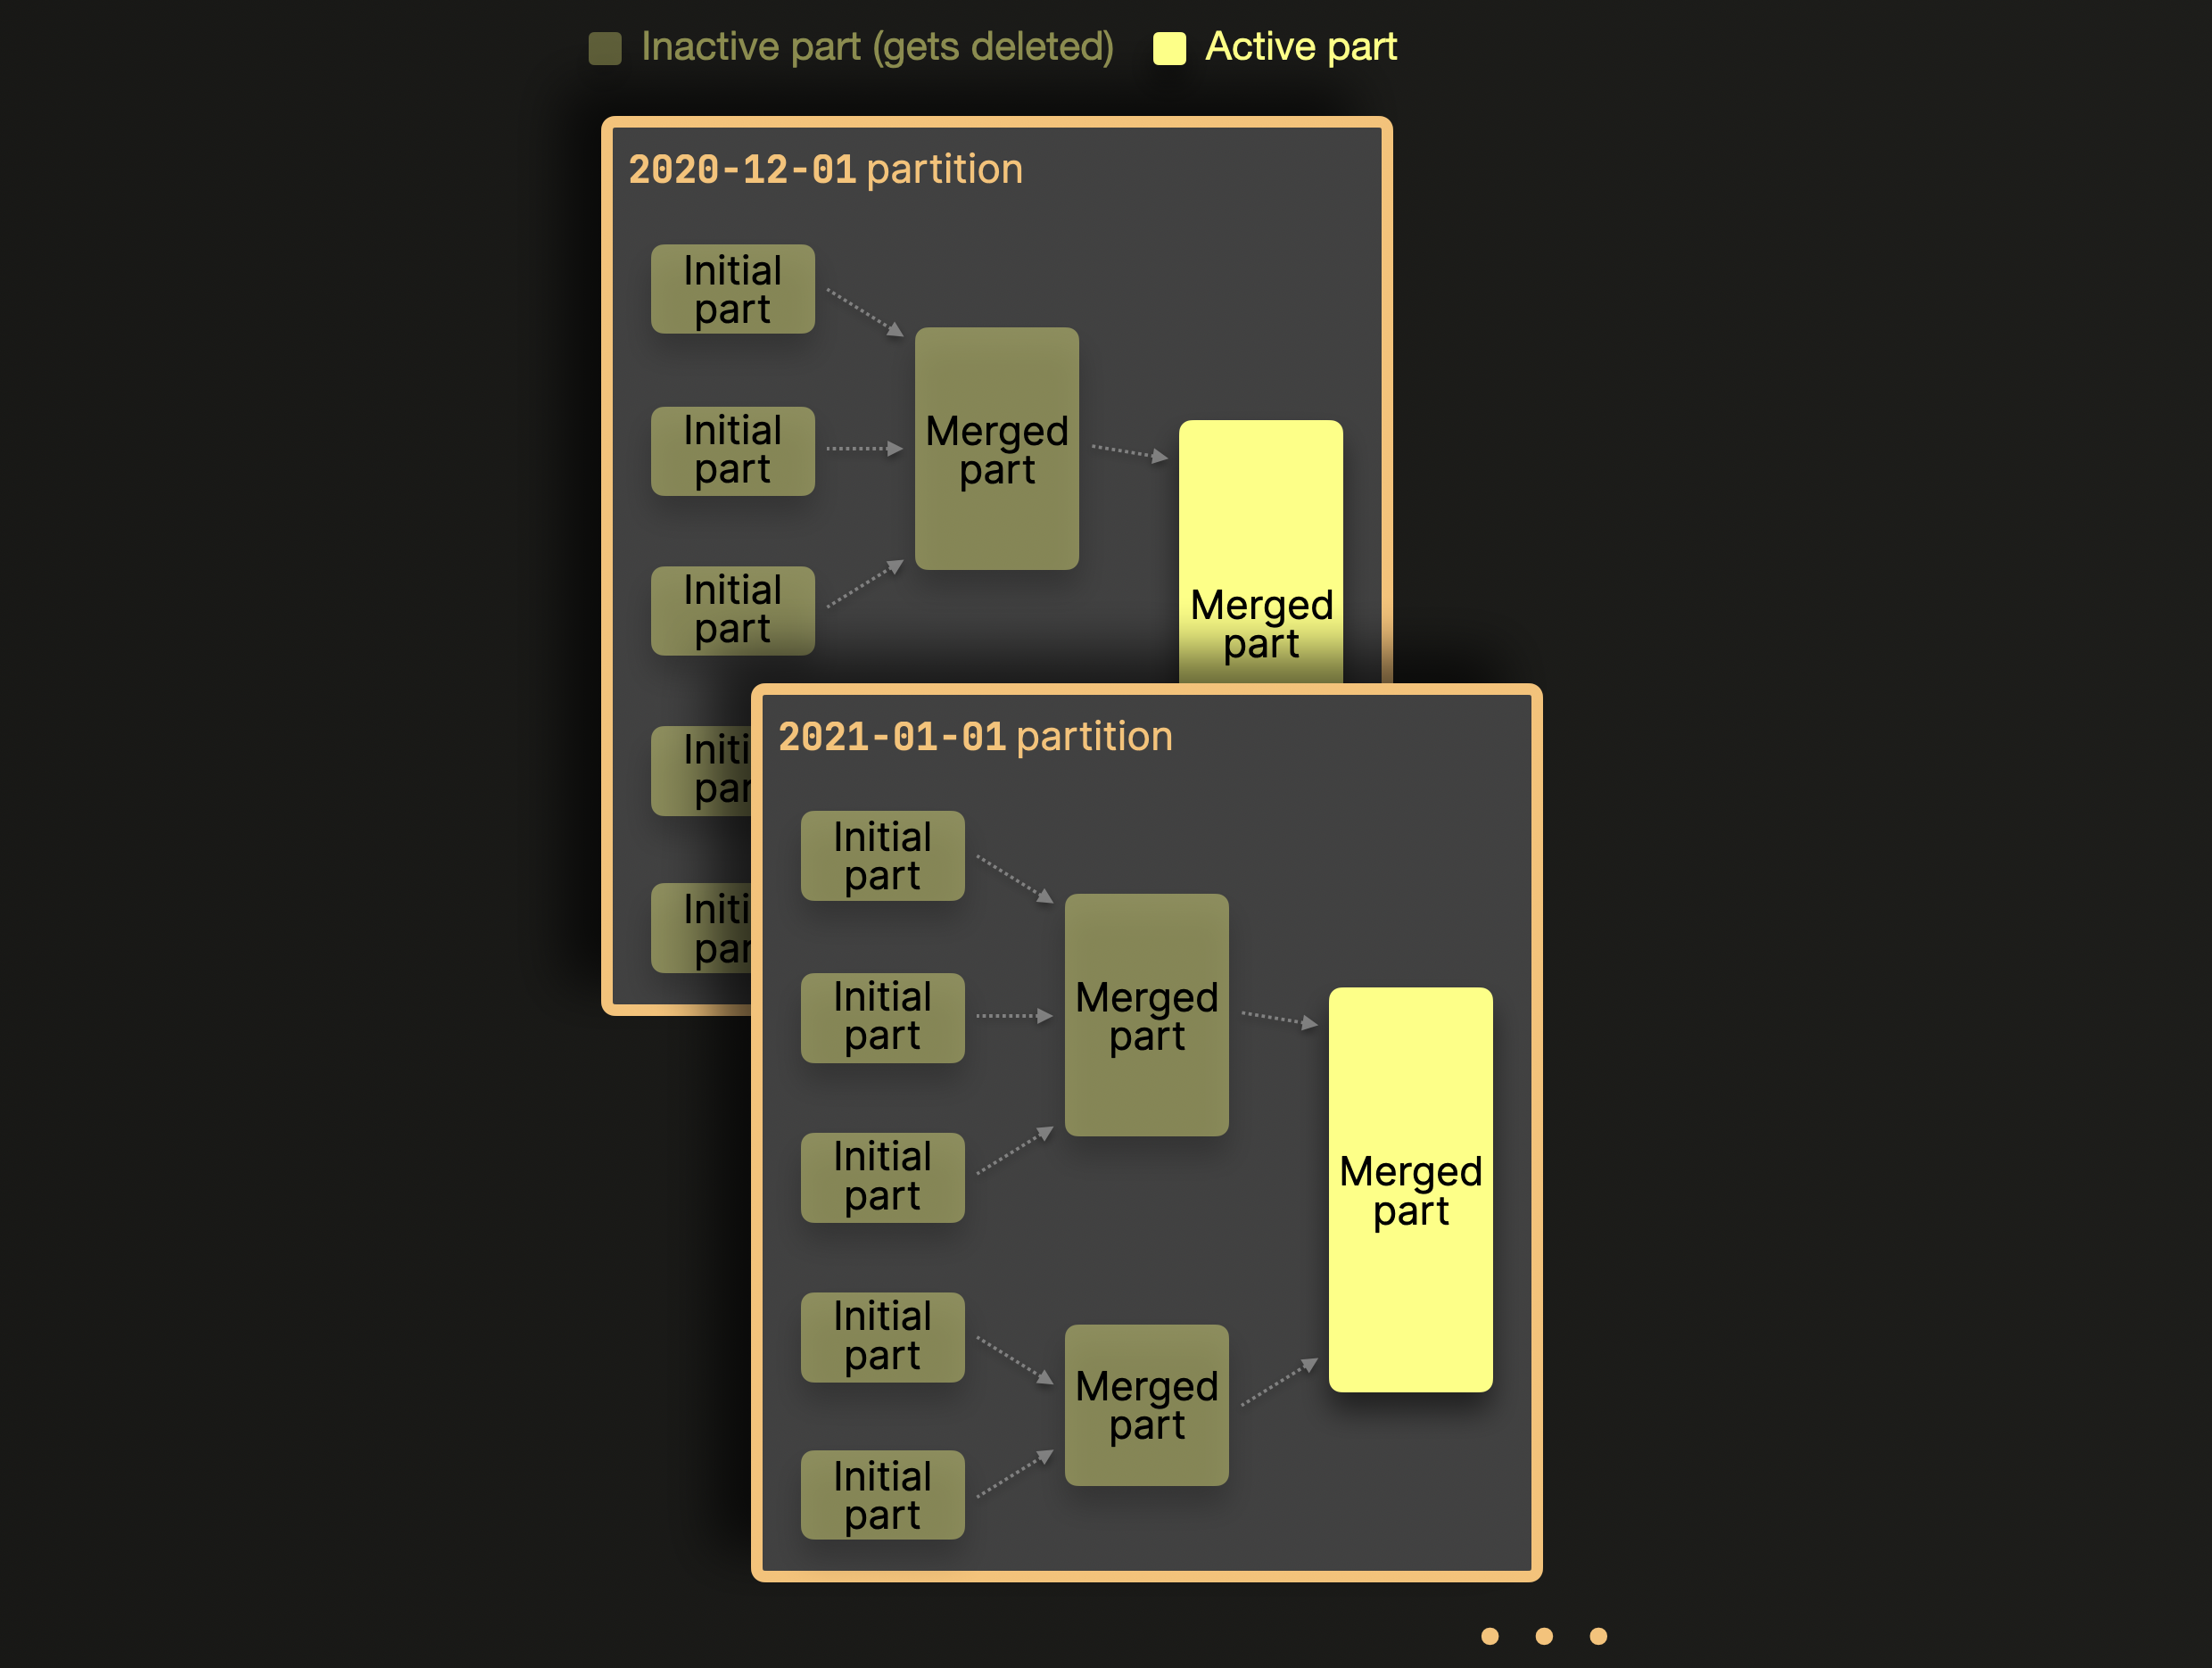 Inactive part (gets deleted)
Active part
2020-12-01 partition
Initial
part
Initial
part
Merged
part
Initial
part
Merged
part
Initi
par
Initi
par
2021-01-01 partition
Initial
part
Initial
part
Merged
part
Initial
part
Merged
part
Initial
part
Merged
part
Initial
part